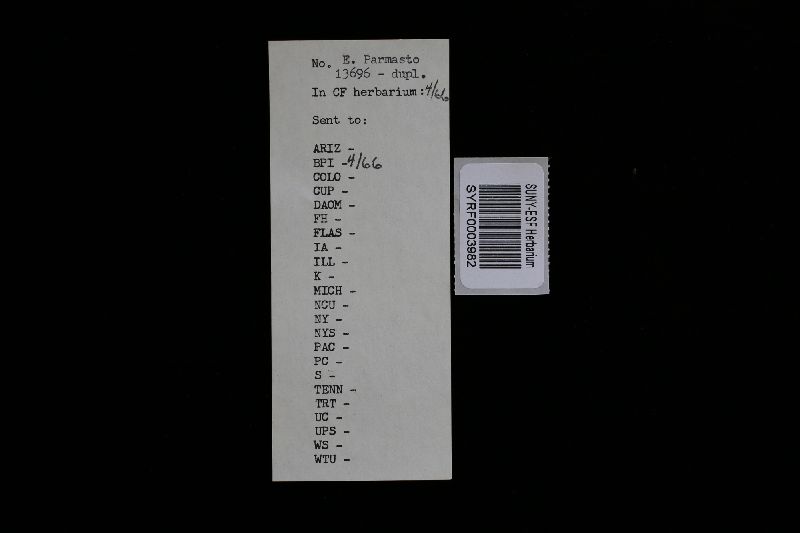 No. E. Parmasto
13696 - dupl.
In CF herbarium: 4/66
Sent to:
ARIZ -
BPI - 4/66
COLO -
CUP -
DAOM -
FH -
FLAS -
IA -
ILL -
K -
MICH -
NCU -
NY -
NYS -
PAC -
PC -
S -
TENN -
TRT -
UC -
UPS -
WS -
WTU -
SUNY-ESF Herbarium
SYRF0003982